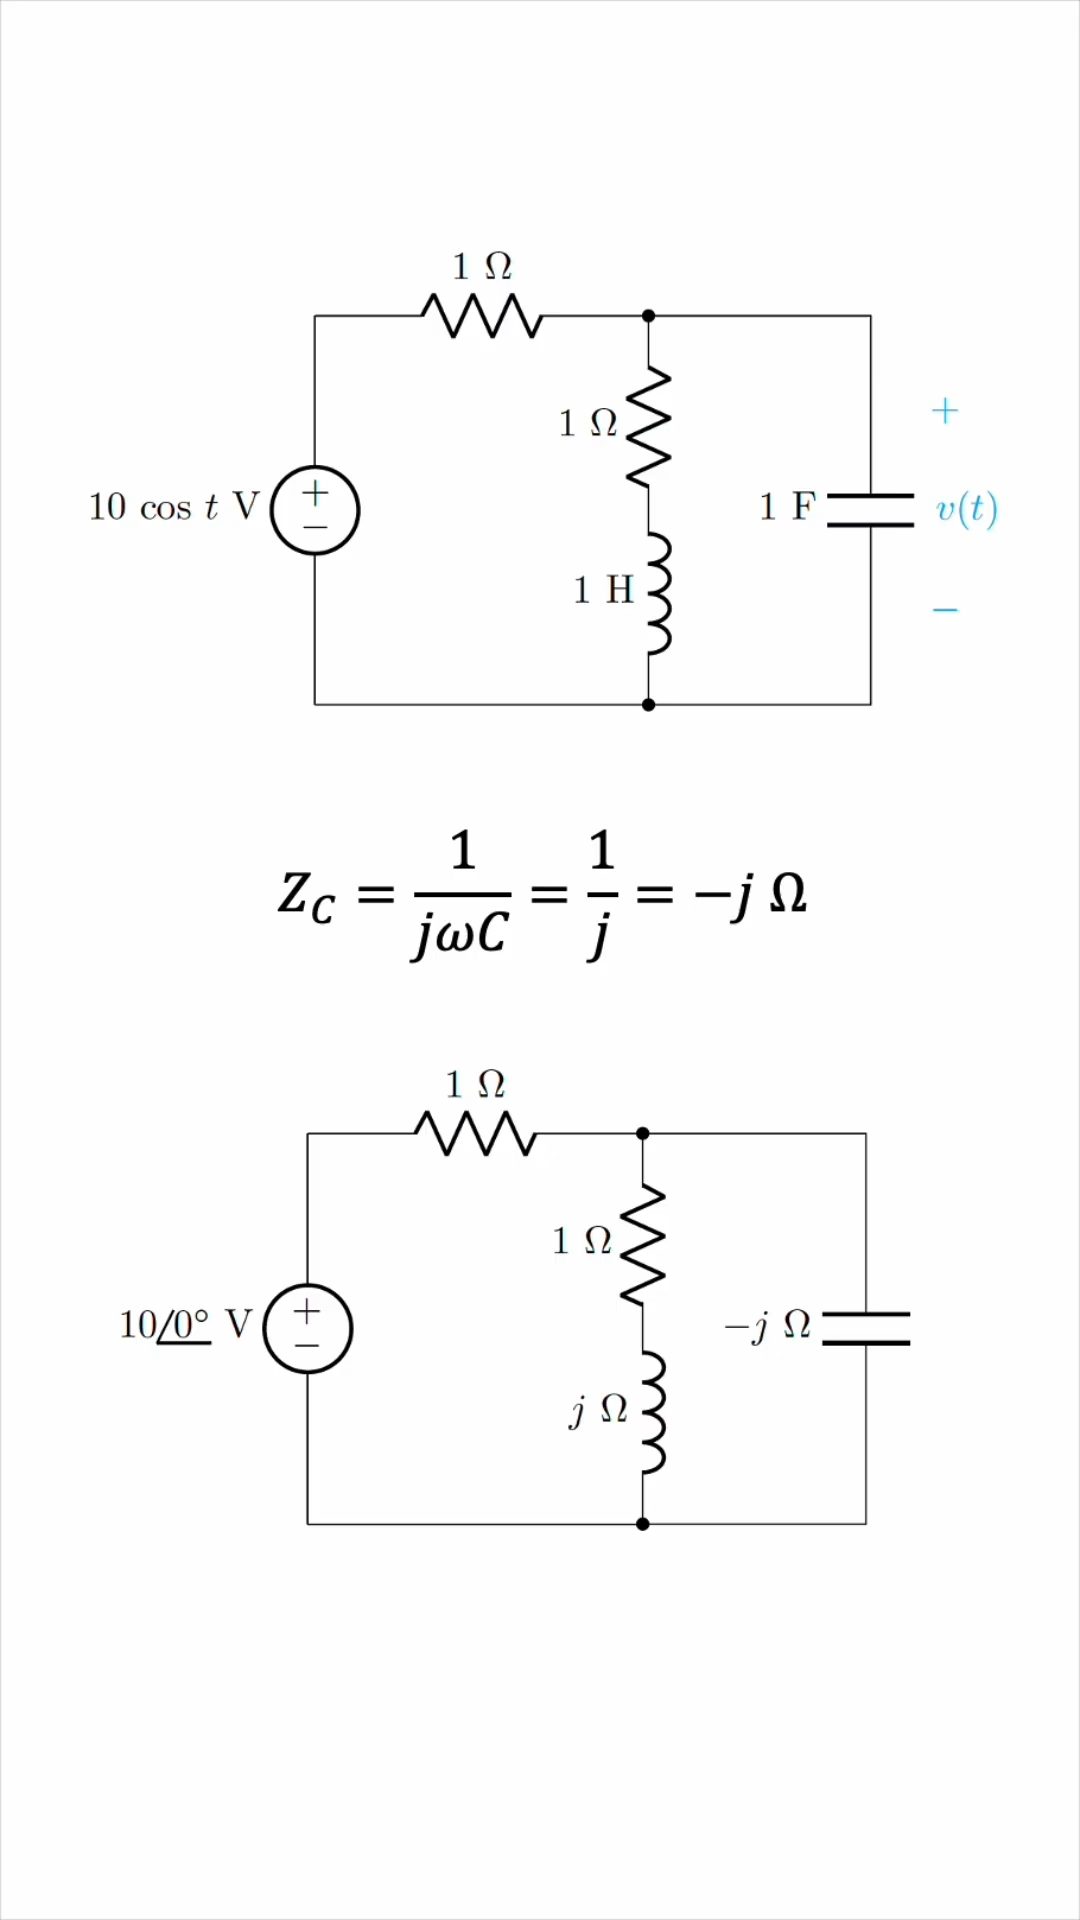 1 Ω
1 Ω
10 cos t V
+
−
1 F
+
v(t)
−
1 H
Z_C = 1/(jωC) = 1/j = −j Ω
1 Ω
1 Ω
10/0° V
+
−
−j Ω
j Ω